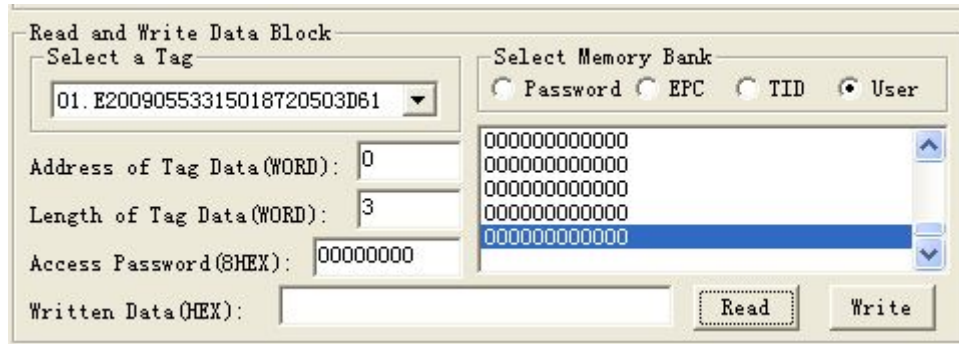 Read and Write Data Block
Select a Tag
01.E20090553315018720503D61
Select Memory Bank
Password EPC TID User
Address of Tag Data(WORD): 0
Length of Tag Data(WORD): 3
Access Password(8HEX): 00000000
000000000000
000000000000
000000000000
000000000000
000000000000
Written Data(HEX):
Read
Write